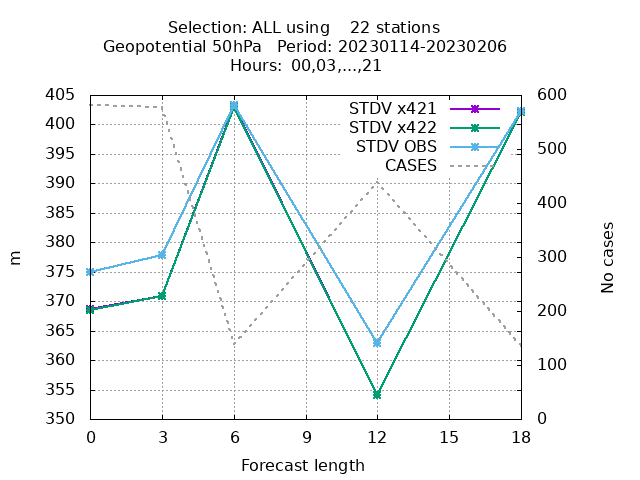 Selection: ALL using    22 stations
Geopotential 50hPa   Period: 20230114-20230206
Hours:  00,03,...,21
STDV x421
STDV x422
STDV OBS
CASES
405
400
395
390
385
380
375
370
365
360
355
350
600
500
400
300
200
100
0
m
No cases
0 3 6 9 12 15 18
Forecast length